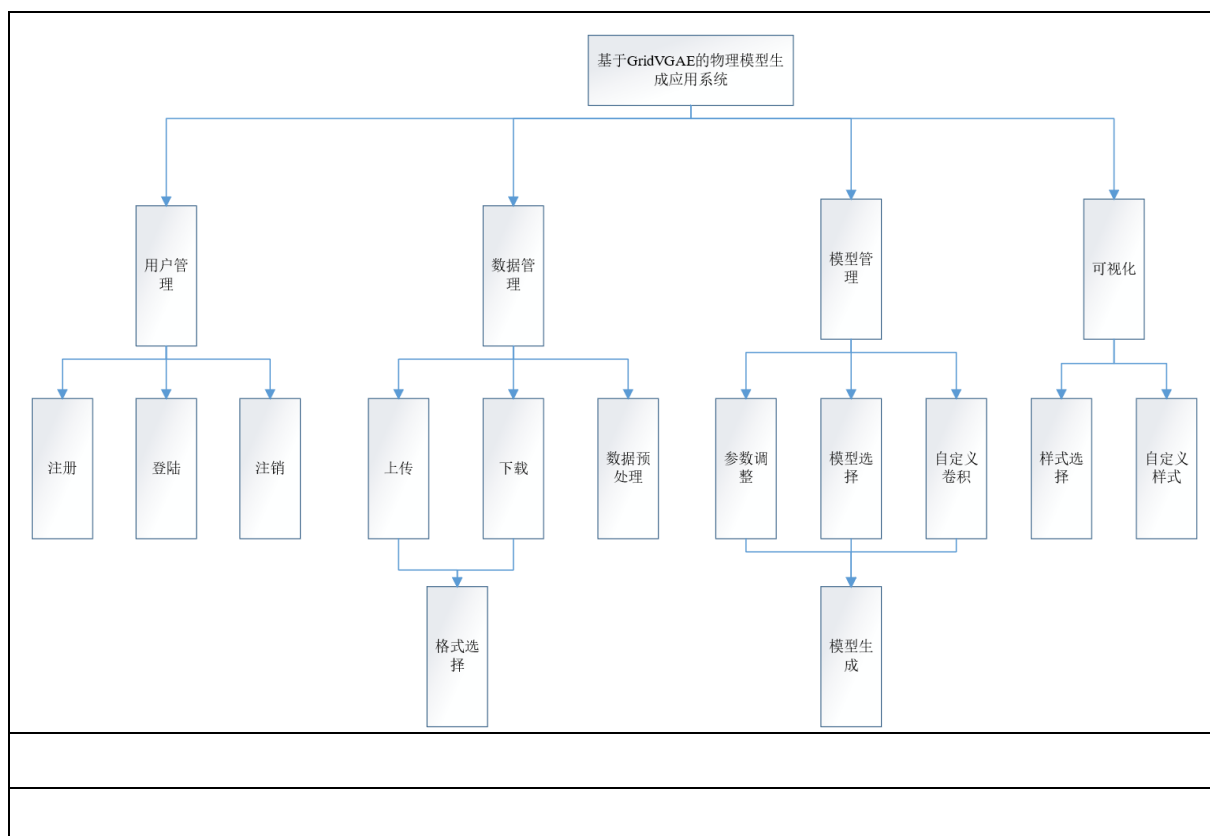 基于GridVGAE的物理模型生
成应用系统
用户管
理
数据管
理
模型管
理
可视化
注册
登陆
注销
上传
下载
数据预
处理
参数调
整
模型选
择
自定义
卷积
样式选
择
自定义
样式
格式选
择
模型生
成